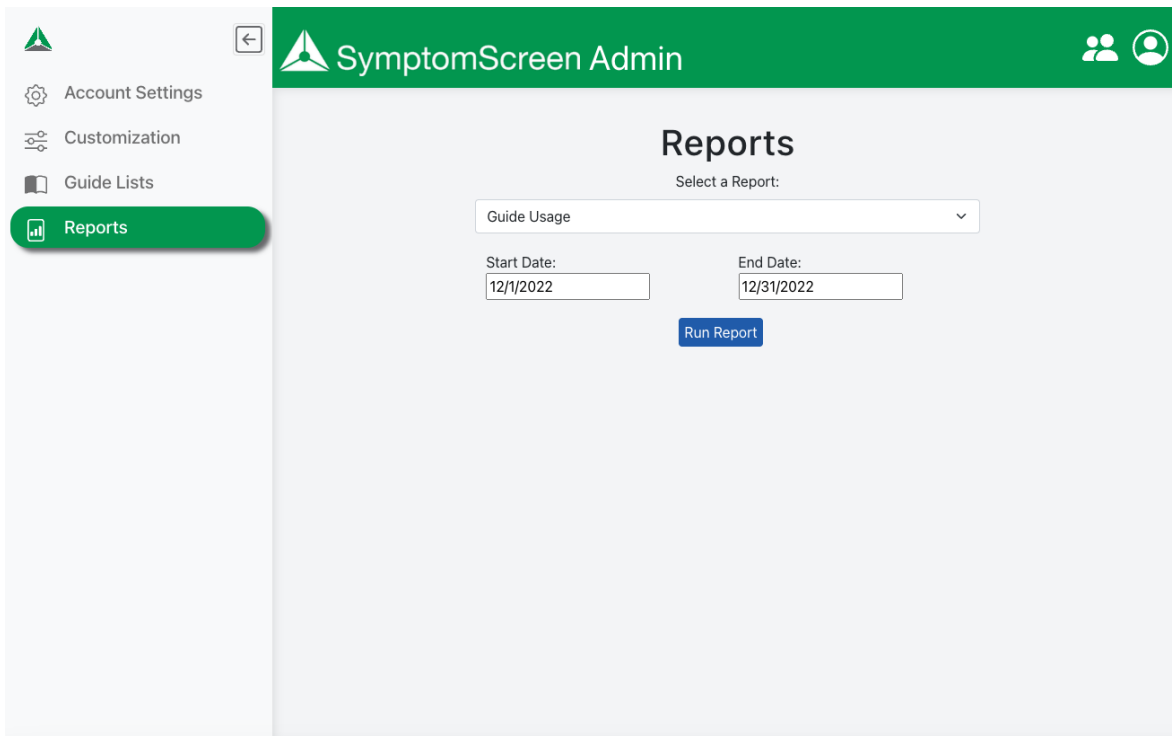 SymptomScreen Admin
Account Settings
Customization
Guide Lists
Reports
Reports
Select a Report:
Guide Usage
Start Date:
End Date:
12/1/2022
12/31/2022
Run Report